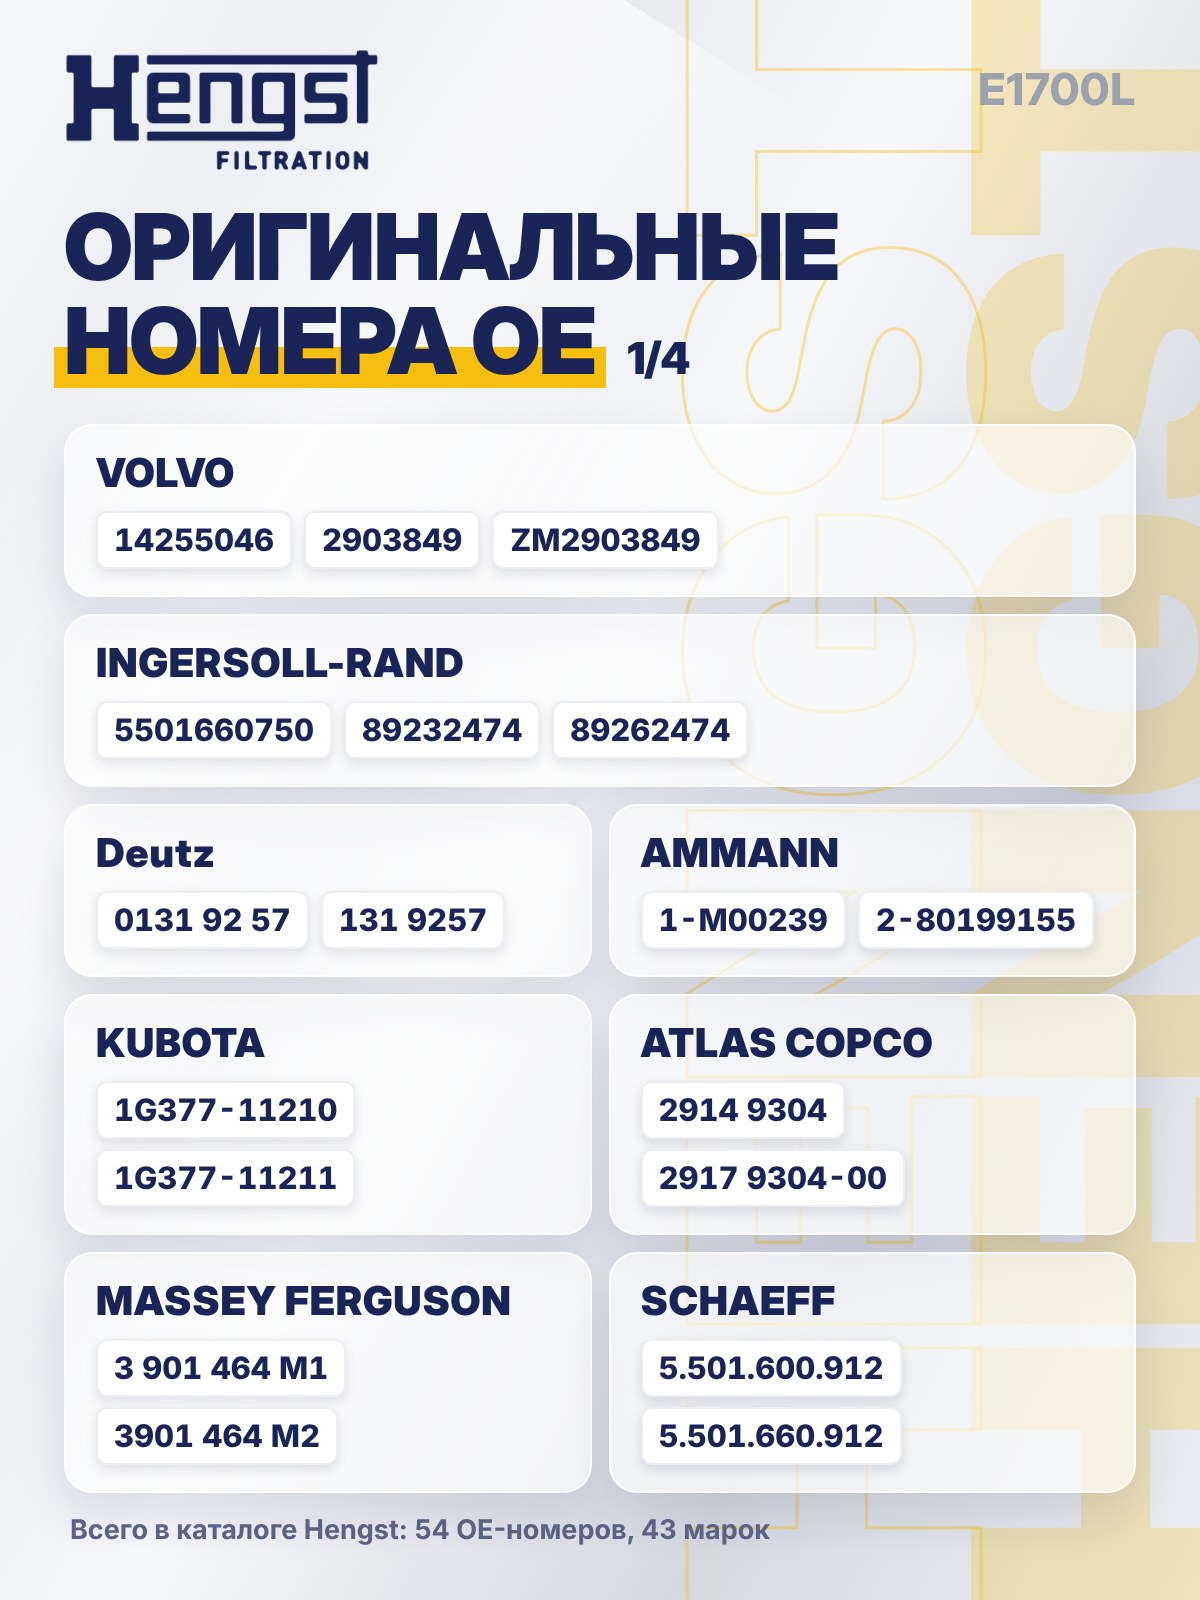 Hengst
FILTRATION
E1700L
ОРИГИНАЛЬНЫЕ
НОМЕРА OE 1/4
VOLVO
14255046 2903849 ZM2903849
INGERSOLL-RAND
5501660750 89232474 89262474
Deutz
0131 92 57 131 9257
AMMANN
1-M00239 2-80199155
KUBOTA
1G377-11210
1G377-11211
ATLAS COPCO
2914 9304
2917 9304-00
MASSEY FERGUSON
3 901 464 M1
3901 464 M2
SCHAEFF
5.501.600.912
5.501.660.912
Всего в каталоге Hengst: 54 OE-номеров, 43 марок
HENGST
HENGST